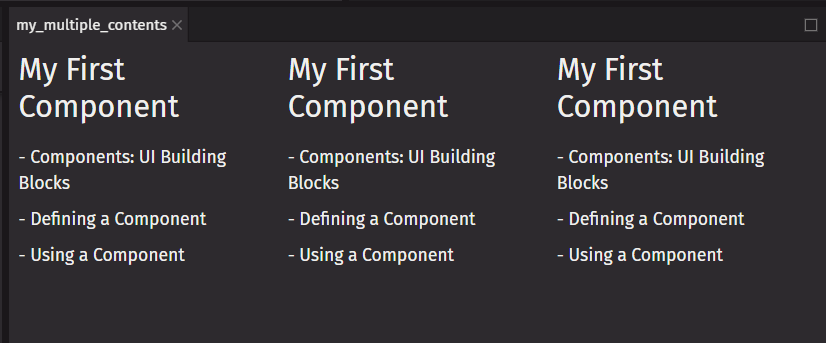 my_multiple_contents
My First
Component
- Components: UI Building
Blocks
- Defining a Component
- Using a Component
My First
Component
- Components: UI Building
Blocks
- Defining a Component
- Using a Component
My First
Component
- Components: UI Building
Blocks
- Defining a Component
- Using a Component